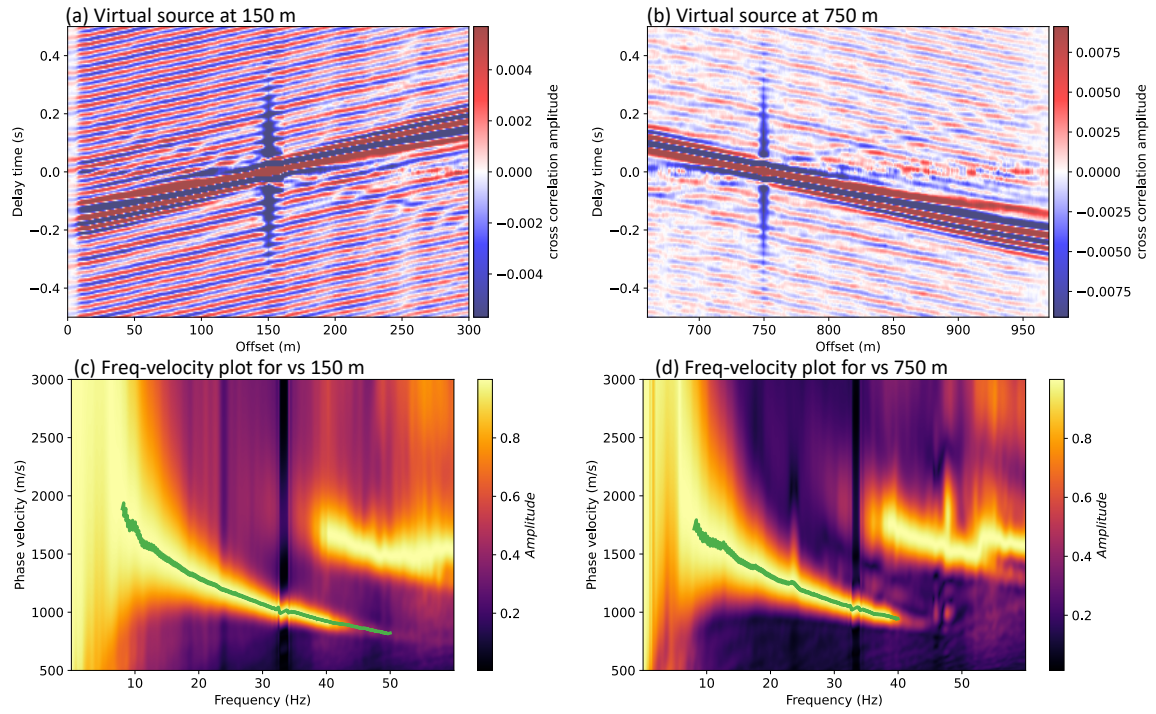 (a) Virtual source at 150 m
0.4
0.2
0.0
−0.2
−0.4
Delay time (s)
0 50 100 150 200 250 300
Offset (m)
0.004
0.002
0.000
−0.002
−0.004
cross correlation amplitude
(b) Virtual source at 750 m
0.4
0.2
0.0
−0.2
−0.4
Delay time (s)
700 750 800 850 900 950
Offset (m)
0.0075
0.0050
0.0025
0.0000
−0.0025
−0.0050
−0.0075
cross correlation amplitude
(c) Freq-velocity plot for vs 150 m
3000
2500
2000
1500
1000
500
Phase velocity (m/s)
10 20 30 40 50
Frequency (Hz)
0.8
0.6
0.4
0.2
Amplitude
(d) Freq-velocity plot for vs 750 m
3000
2500
2000
1500
1000
500
Phase velocity (m/s)
10 20 30 40 50
Frequency (Hz)
0.8
0.6
0.4
0.2
Amplitude